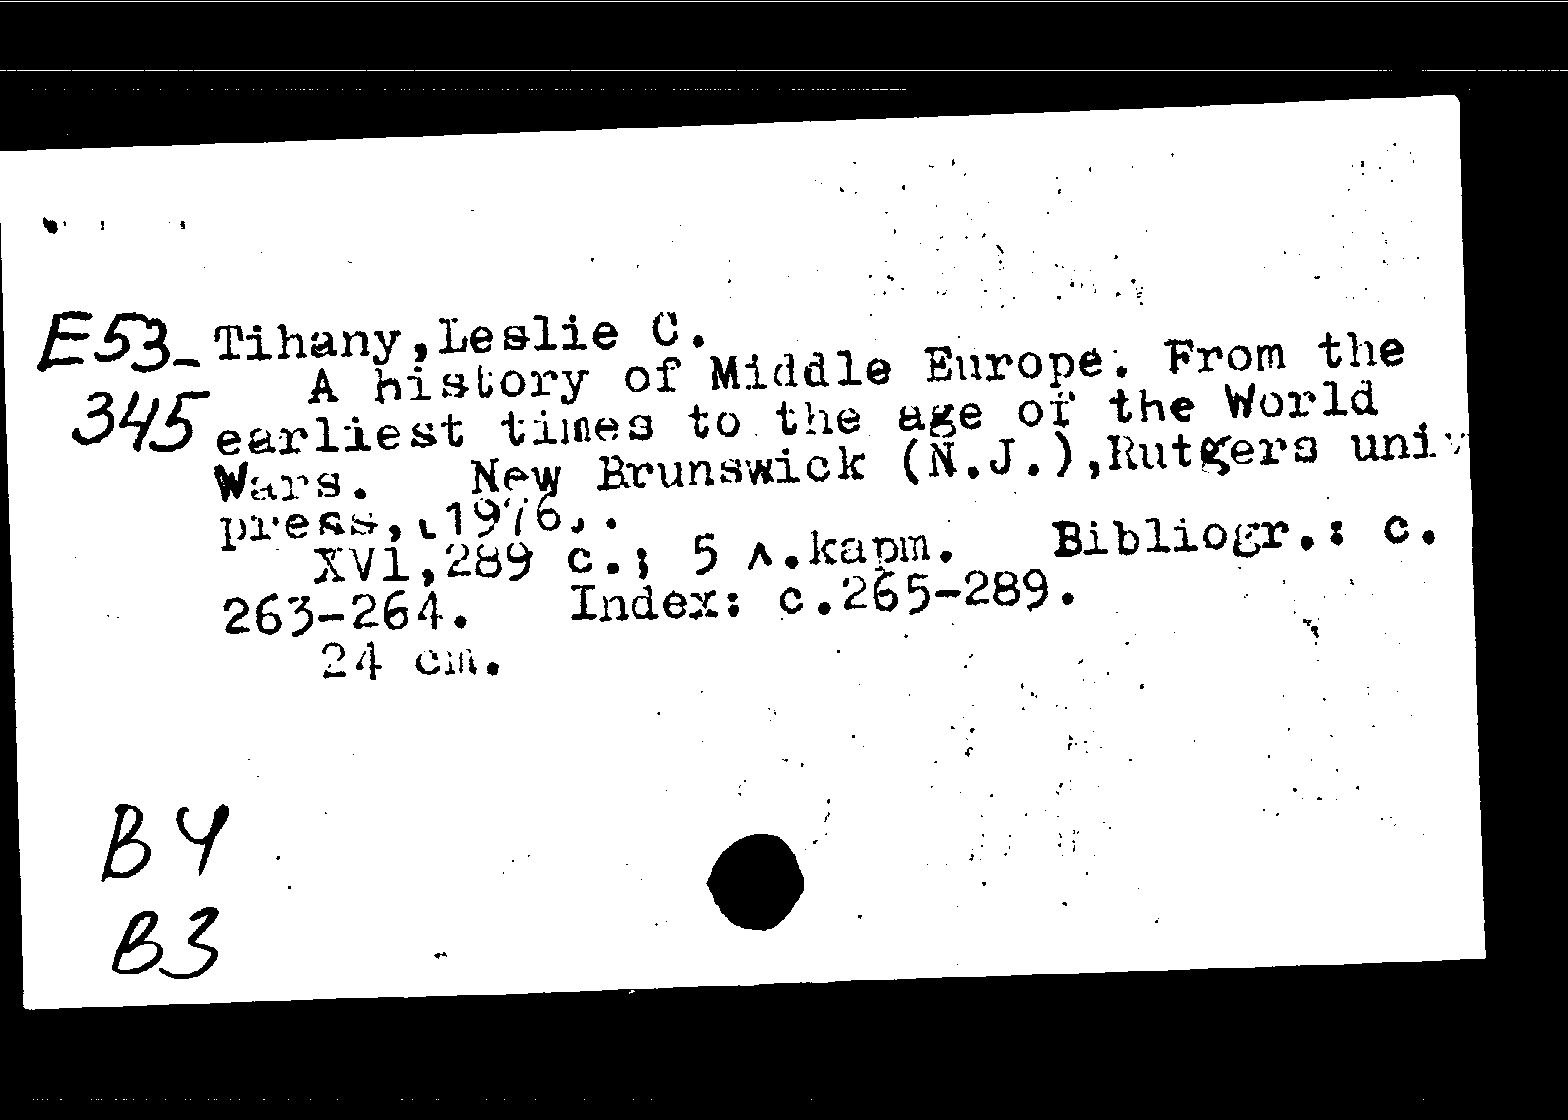 E53-
345
Tihany,Leslie C.
A history of Middle Europe. From the
earliest times to the age of the World
Wars. New Brunswick (N.J.),Rutgers univ
press, 1976.
XVI,289 с.; 5 л.карт. Bibliogr.: с.
263-264. Index: с.265-289.
24 cm.
B4
B3